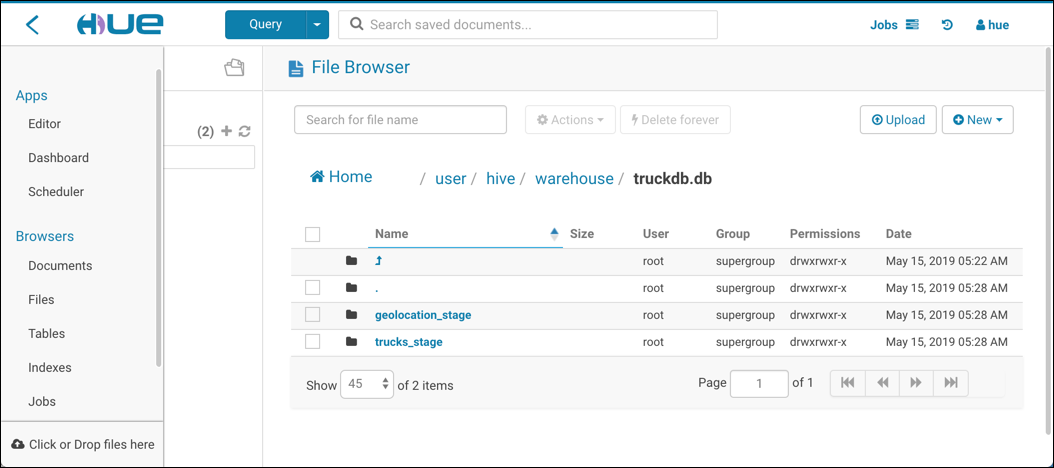 HUE Query Search saved documents... Jobs hue
Apps
Editor
Dashboard
Scheduler
Browsers
Documents
Files
Tables
Indexes
Jobs
Click or Drop files here
(2)
File Browser
Search for file name Actions Delete forever Upload New
Home / user / hive / warehouse / truckdb.db
Name Size User Group Permissions Date
root supergroup drwxrwxr-x May 15, 2019 05:22 AM
. root supergroup drwxrwxr-x May 15, 2019 05:28 AM
geolocation_stage root supergroup drwxrwxr-x May 15, 2019 05:28 AM
trucks_stage root supergroup drwxrwxr-x May 15, 2019 05:28 AM
Show 45 of 2 items Page 1 of 1